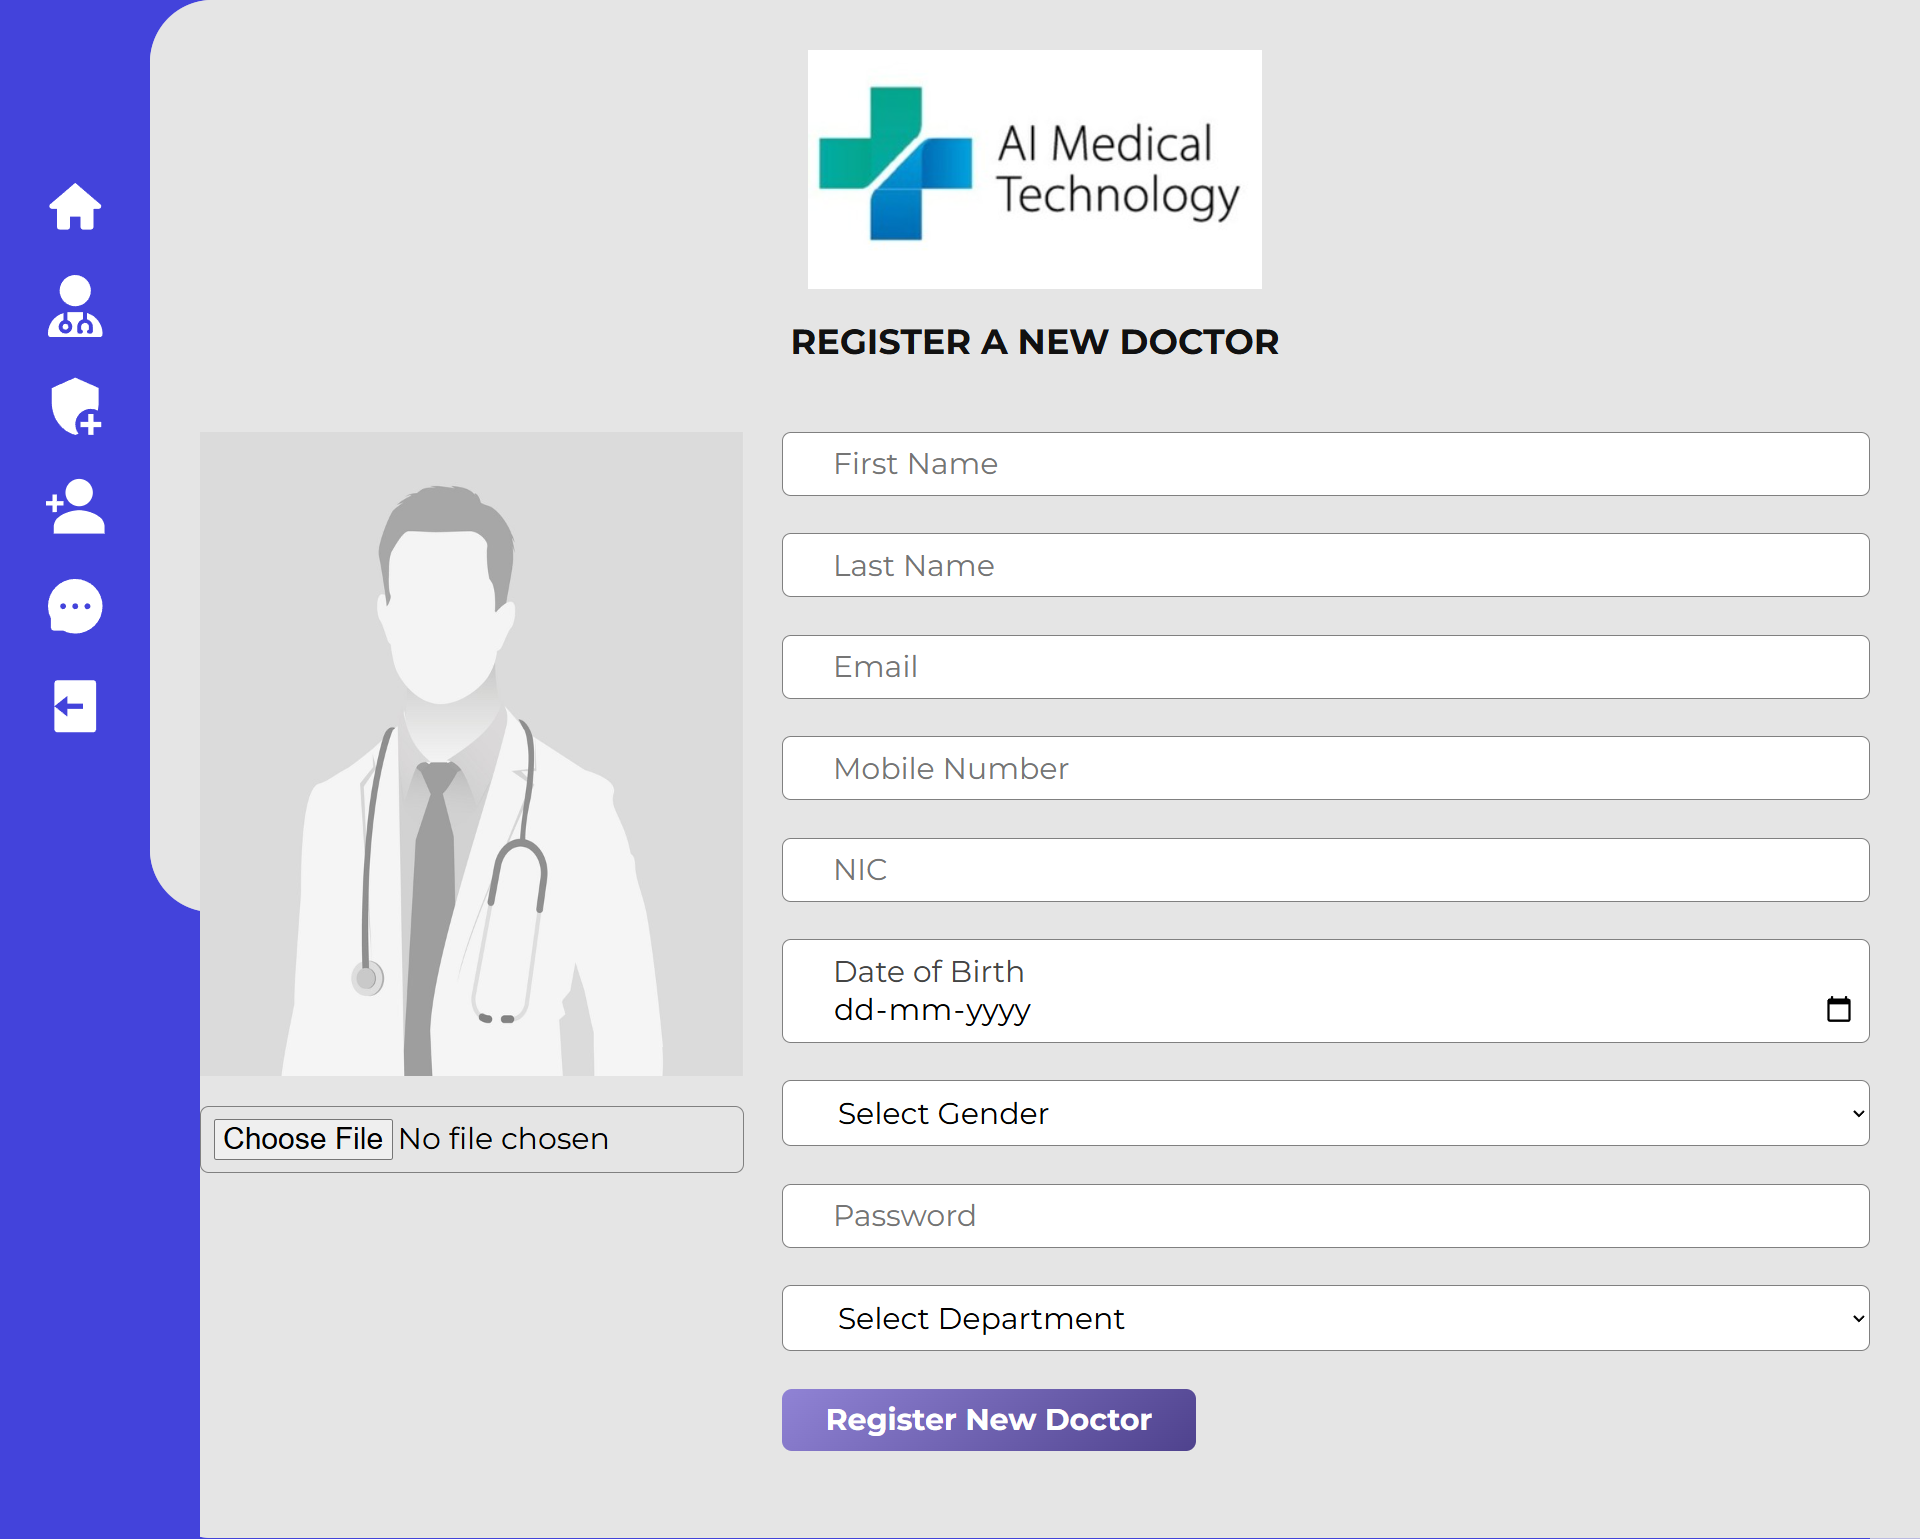 AI Medical
Technology
REGISTER A NEW DOCTOR
First Name
Last Name
Email
Mobile Number
NIC
Date of Birth
dd-mm-yyyy
Select Gender
Choose File No file chosen
Password
Select Department
Register New Doctor